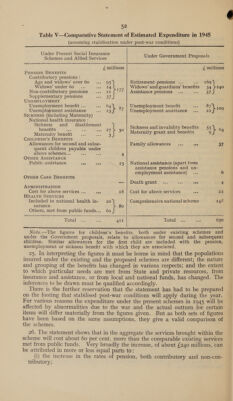 52
Table V—Comparative Statement of Estimated Expenditure in 1945
(assuming stabilisation under post-war conditions)
Under Present Social Insurance Schemes and Allied Services
Under Government Proposals
£ millions
£ millions
PENSION BENEFITS
Contributory pensions:
Age and widows' over 60
Widows' under 60
Non-contributory pensions
Supplementary pensions
Retirement pensions
Widows' and guardians' benefits
Assistance pensions
UNEMPLOYMENT
Unemployment benefit
Unemployment assistance
Unemployment benefit
Unemployment assistance
SICKNESS (including Maternity)
National health insurance:
Sickness and disablement benefits
Maternity benefit
Sickness and invalidity benefits
Maternity grant and benefits
CHILDREN'S BENEFITS
Allowances for second and subsequent children payable under above schemes
Family allowances ... 57
OTHER ASSISTANCE
Public assistance
National assistance (apart from assistance pensions and unemployment assistance)
OTHER CASH BENEFITS
Death grant
ADMINISTRATION
Cost for above services
Cost for above services
HEALTH SERVICES
Included in national health insurance
Others, met from public funds
Comprehensive national scheme
Total ... 411
Total ... 650
Note.—The figures for children's benefits, both under existing schemes and under the Government proposals, relate to allowances for second and subsequent children. Similar allowances for the first child are included with the pension, unemployment or sickness benefit with which they are associated.
25. In interpreting the figures it must be borne in mind that the populations insured under the existing and the proposed schemes are different; the nature and grouping of the benefits has changed in various respects; and the extent to which particular needs are met from State and private resources, from insurance and assistance, or from local and national funds, has changed. The inferences to be drawn must be qualified accordingly.
There is the further reservation that the statement has had to be prepared on the footing that stabilised post-war conditions will apply during the year. For various reasons the expenditure under the present schemes in 1945 will be affected by abnormalities due to the war and the actual outturn for certain items will differ materially from the figures given. But as both sets of figures have been based on the same assumptions, they give a valid comparison of the schemes.
26. The statement shows that in the aggregate the services brought within the scheme will cost about 60 per cent. more than the comparable existing services met from public funds. Very broadly the increase, of about £240 millions, can be attributed in more or less equal parts to:
(i) the increase in the rates of pension, both contributory and non-contributory;